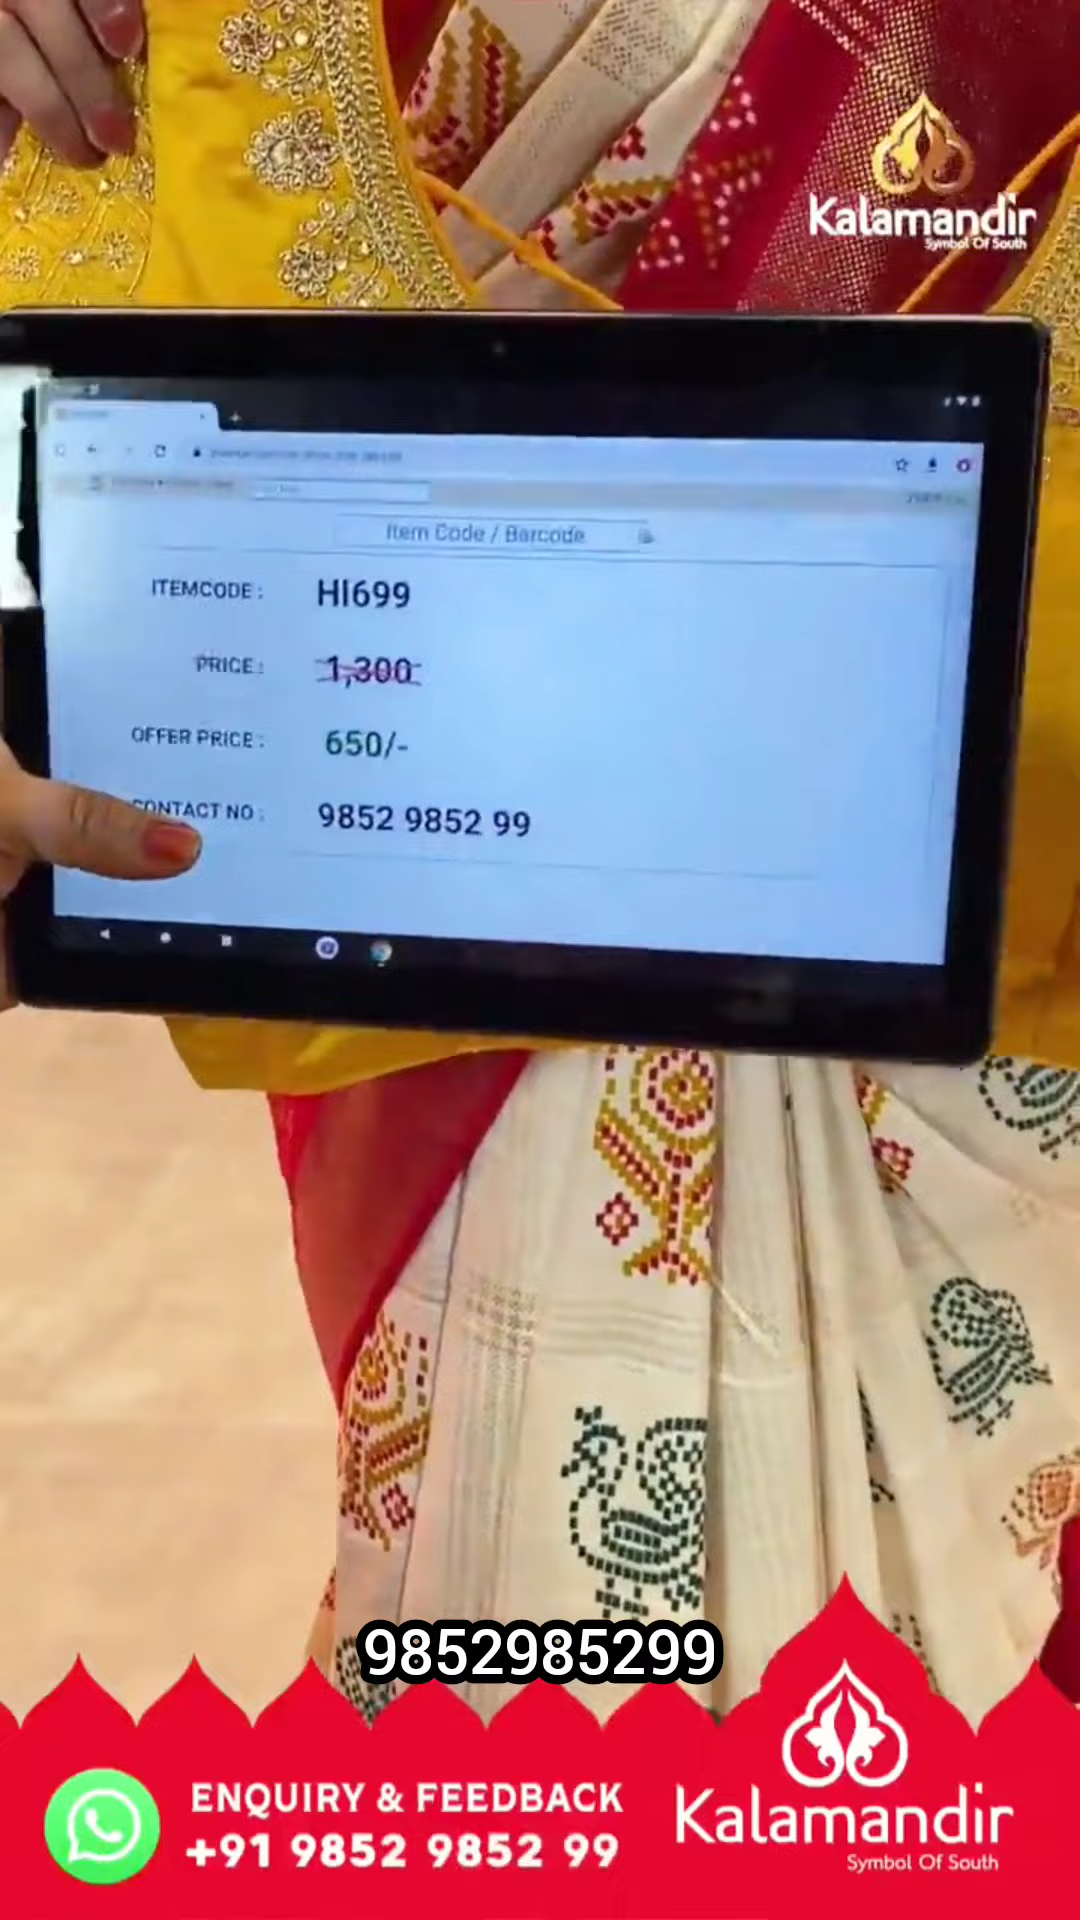 Kalamandir
Symbol Of South
Item Code / Barcode
ITEMCODE : HI699
PRICE : 1,300
OFFER PRICE : 650/-
CONTACT NO : 9852 9852 99
9852985299
ENQUIRY & FEEDBACK
+91 9852 9852 99
Kalamandir
Symbol Of South